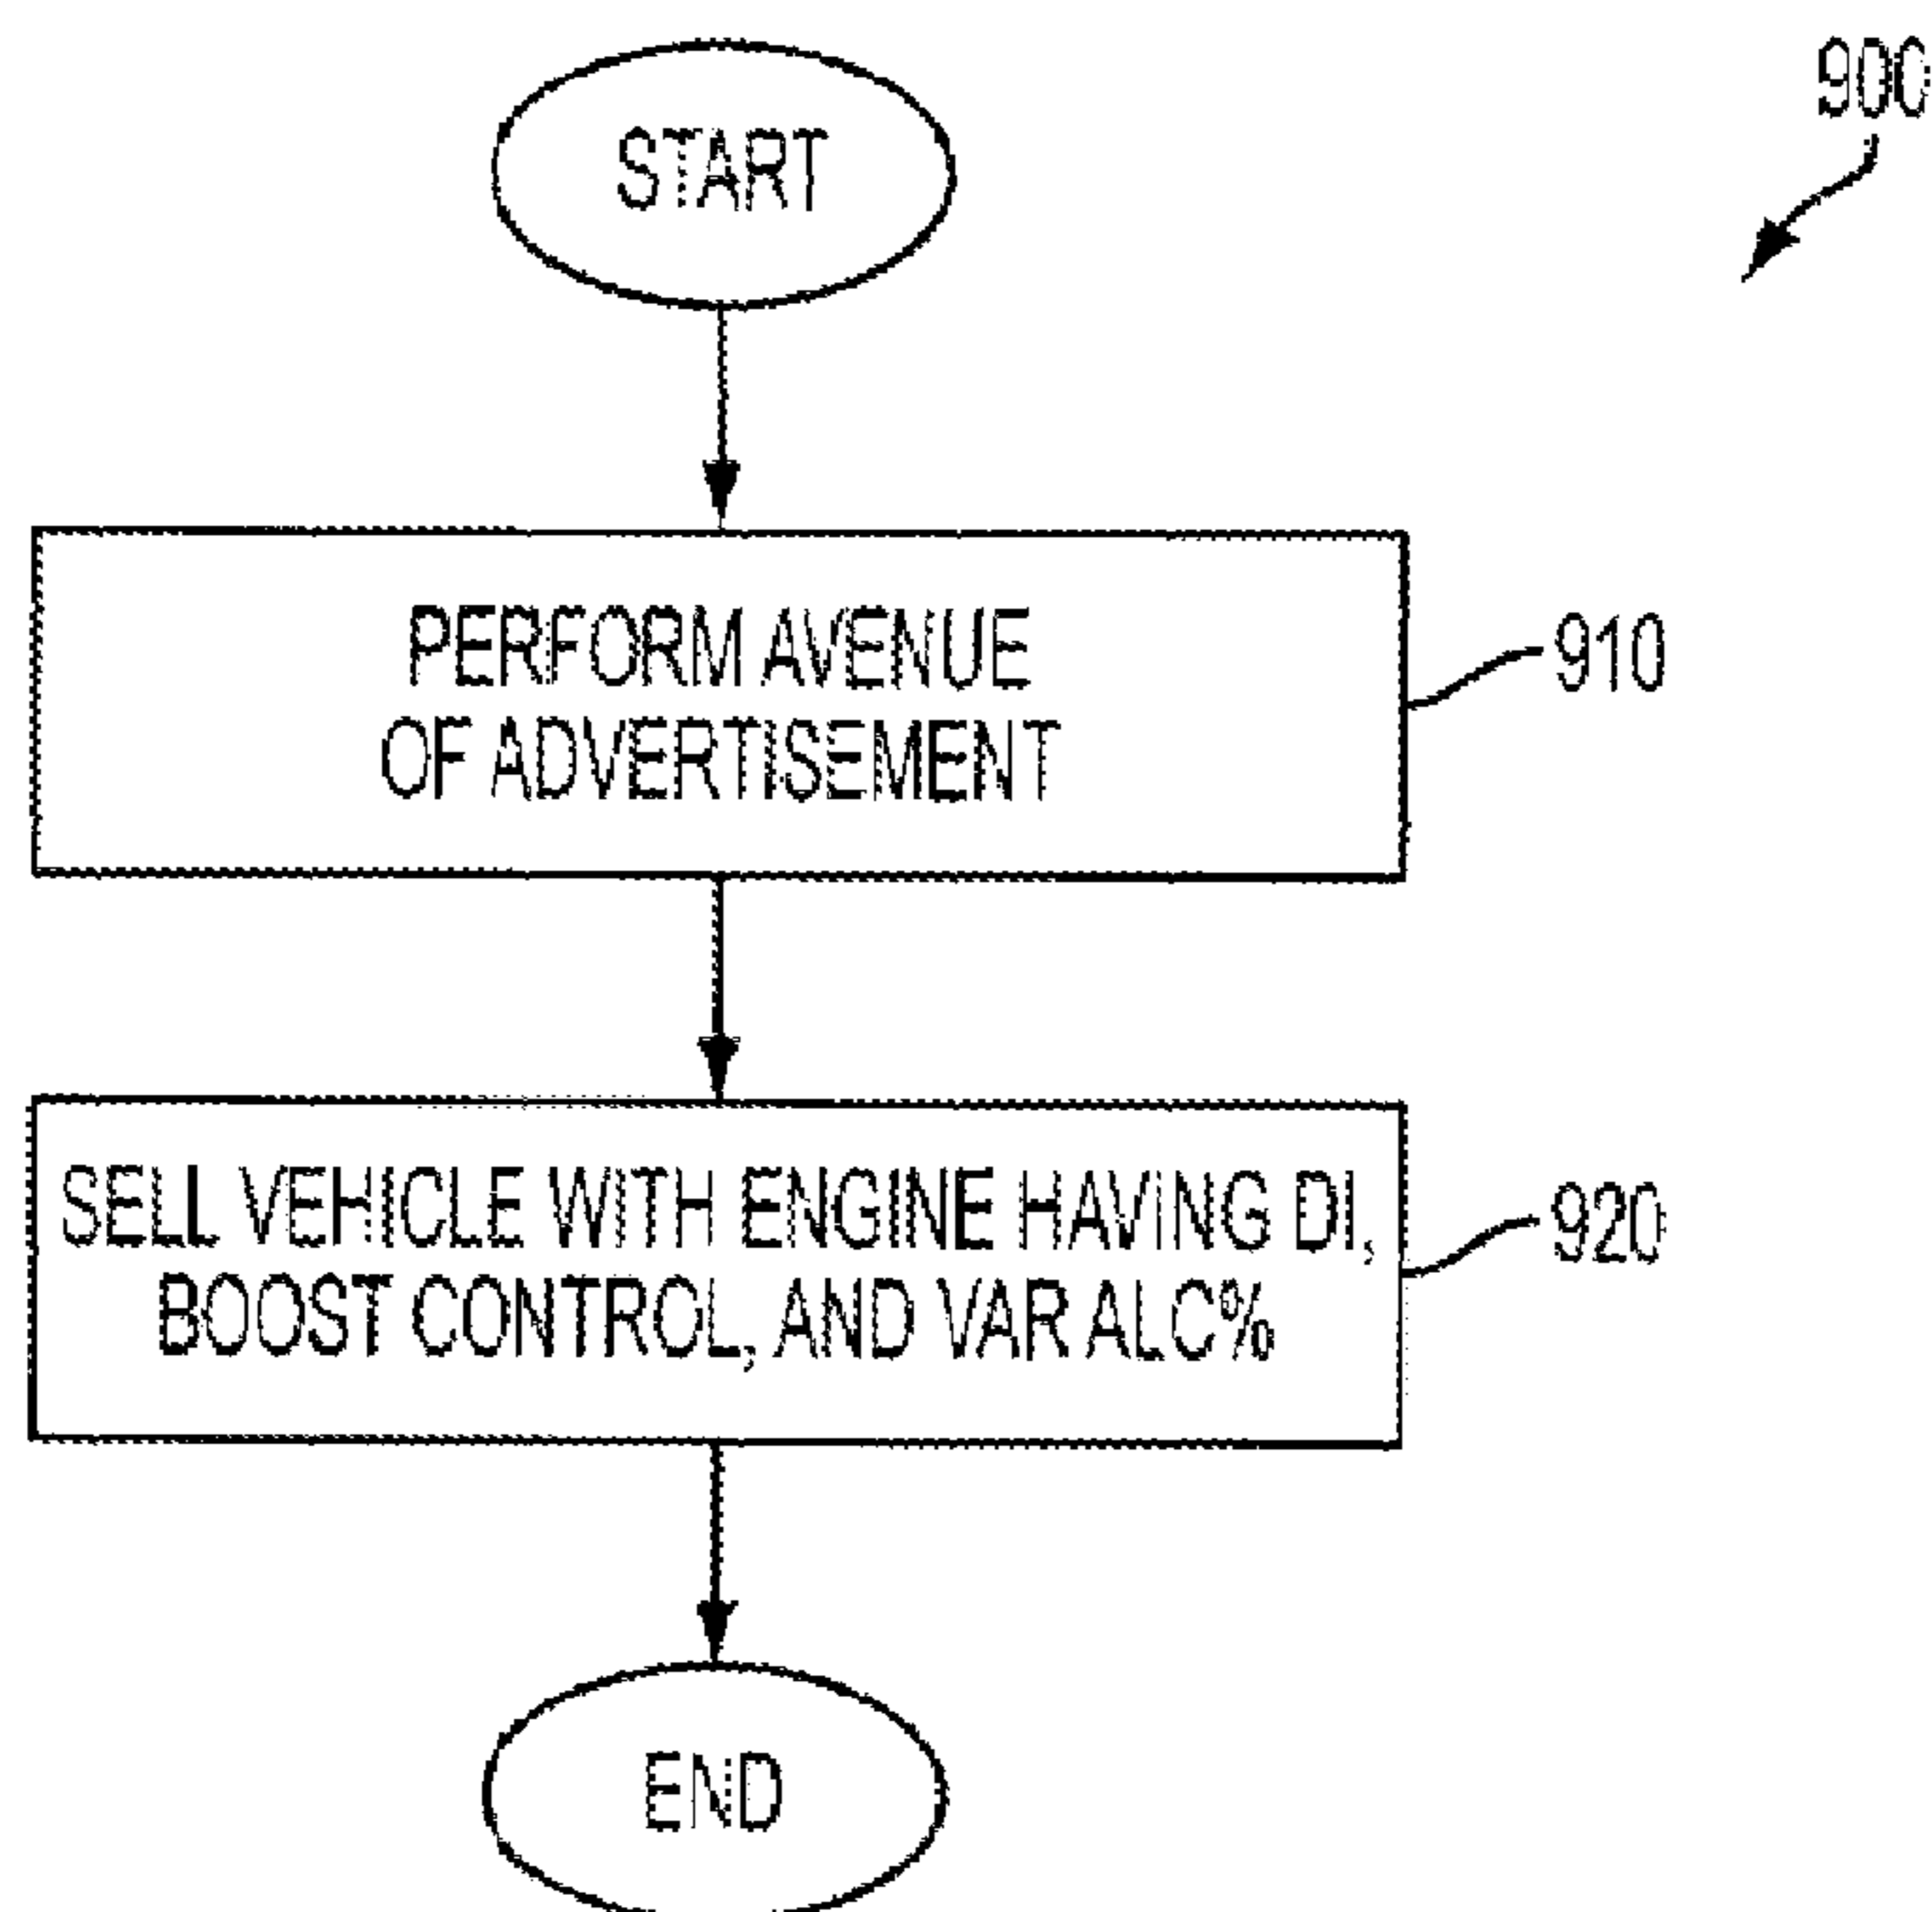 START
900
PERFORM AVENUE
OF ADVERTISEMENT
910
SELL VEHICLE WITH ENGINE HAVING DI,
BOOST CONTROL, AND VAR ALC%
920
END